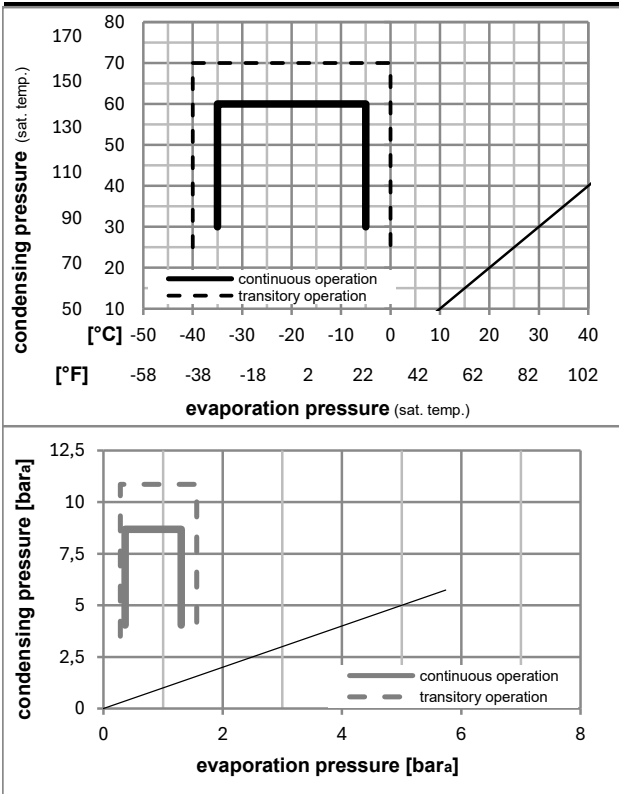 condensing pressure (sat. temp.)
170 80
150 70
130 60
50
110 40
90 30
70 20
50 10
continuous operation
transitory operation
[°C] -50 -40 -30 -20 -10 0 10 20 30 40
[°F] -58 -38 -18 2 22 42 62 82 102
evaporation pressure (sat. temp.)
condensing pressure [bara]
12,5
10
7,5
5
2,5
0
continuous operation
transitory operation
0 2 4 6 8
evaporation pressure [bara]